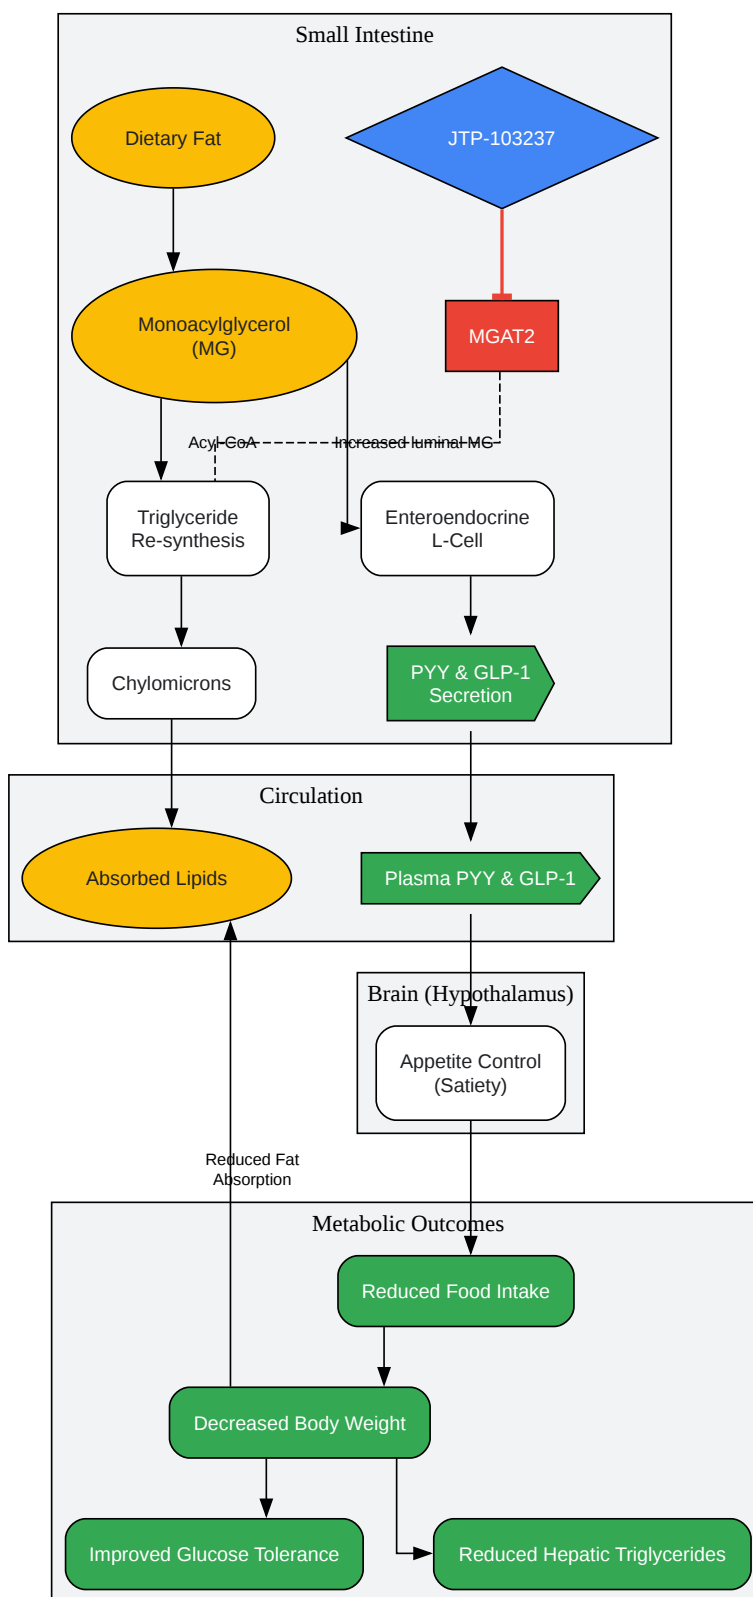 Small Intestine
Dietary Fat
JTP-103237
Monoacylglycerol
(MG)
MGAT2
Acyl-CoA
Increased luminal MG
Triglyceride
Re-synthesis
Enteroendocrine
L-Cell
Chylomicrons
PYY & GLP-1
Secretion
Circulation
Absorbed Lipids
Plasma PYY & GLP-1
Brain (Hypothalamus)
Appetite Control
(Satiety)
Reduced Fat
Absorption
Metabolic Outcomes
Reduced Food Intake
Decreased Body Weight
Improved Glucose Tolerance
Reduced Hepatic Triglycerides